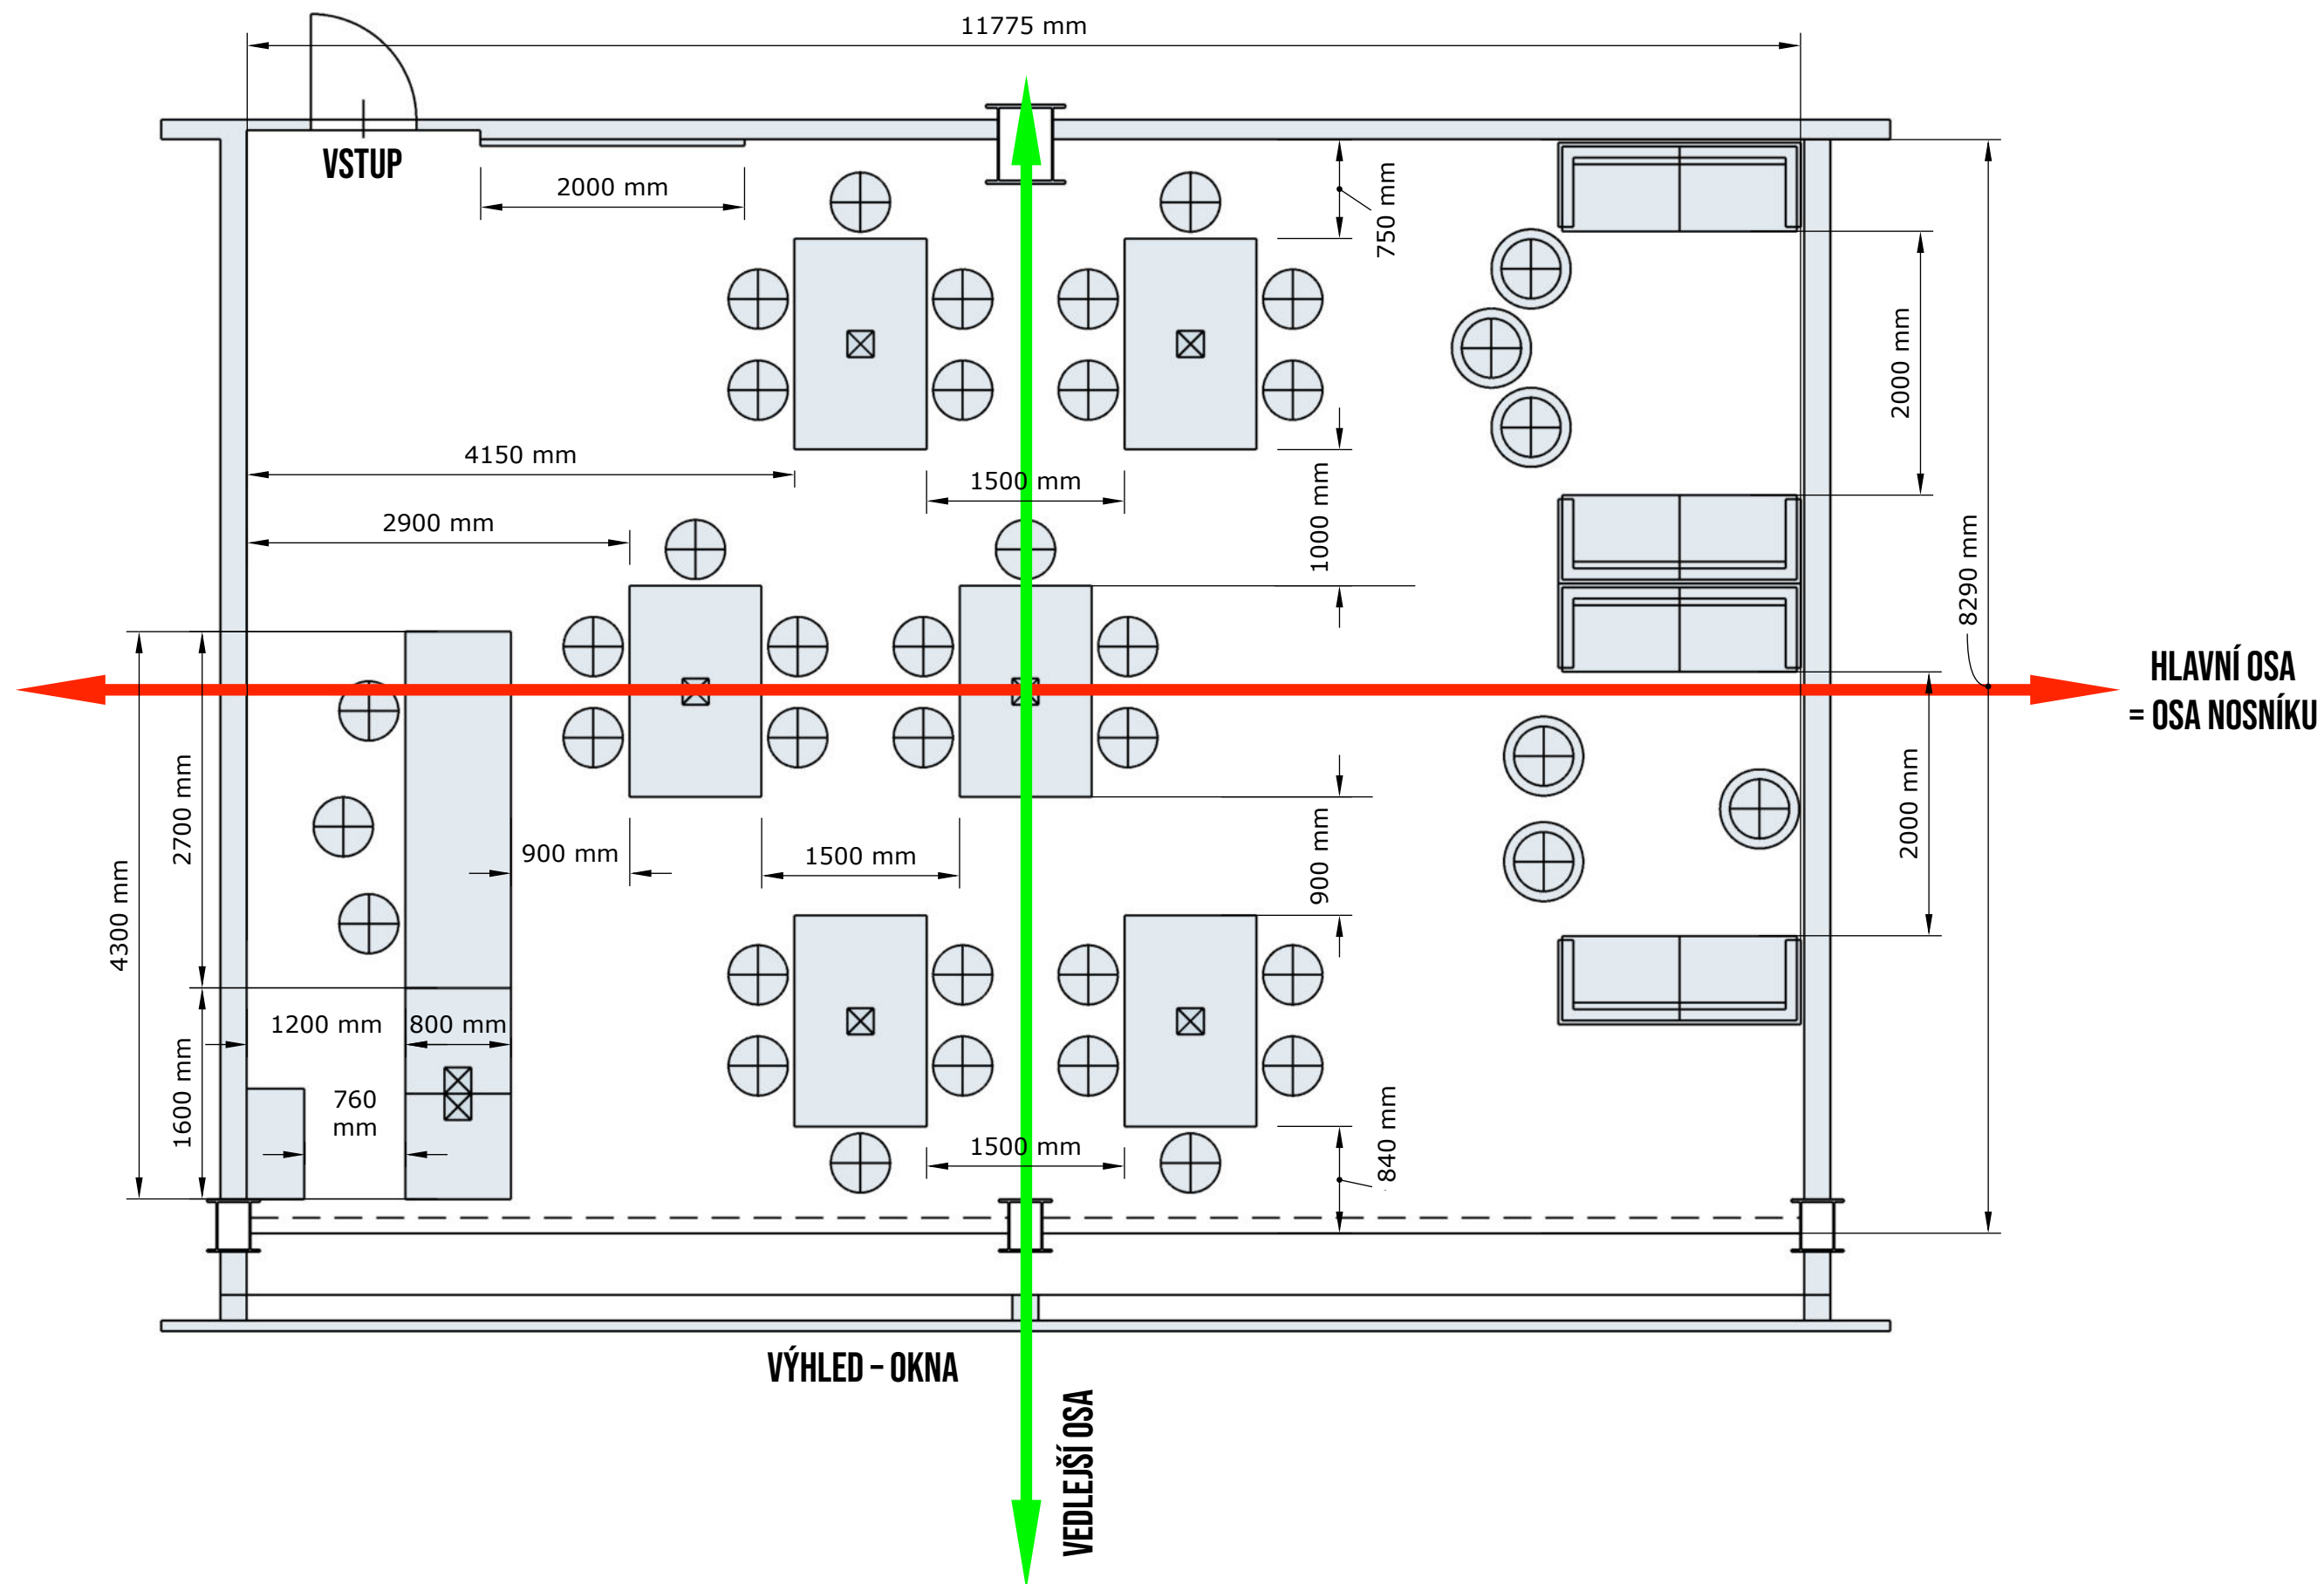 11775 mm
VSTUP
2000 mm
750 mm
2000 mm
4150 mm
1500 mm
1000 mm
2900 mm
8290 mm
HLAVNÍ OSA
= OSA NOSNÍKU
2700 mm
4300 mm
900 mm
1500 mm
900 mm
2000 mm
1200 mm
800 mm
1600 mm
760
mm
1500 mm
840 mm
VÝHLED – OKNA
VEDLEJŠÍ OSA